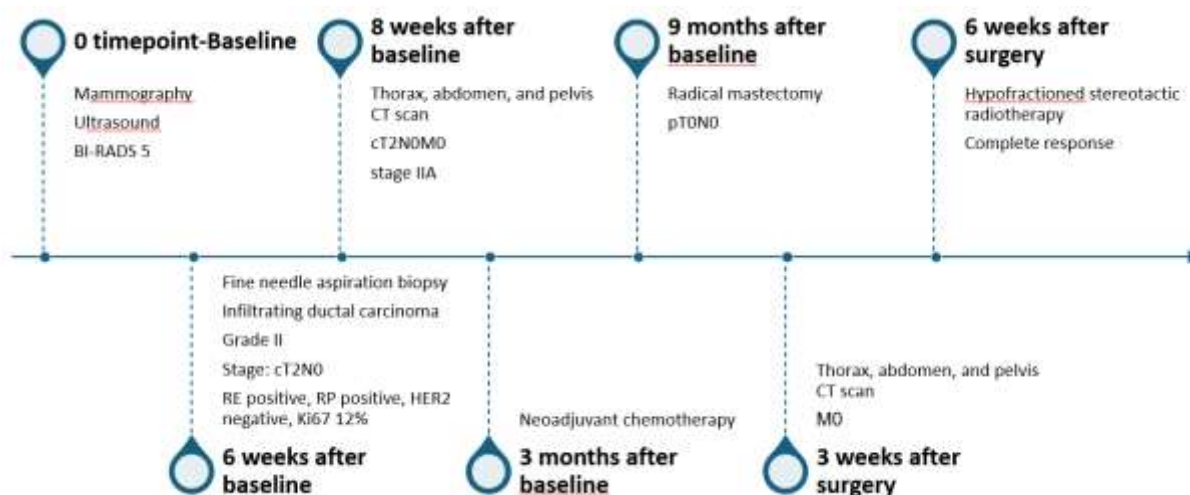 0 timepoint-Baseline
Mammography
Ultrasound
BI-RADS 5
8 weeks after
baseline
Thorax, abdomen, and pelvis
CT scan
cT2N0M0
stage IIA
9 months after
baseline
Radical mastectomy
pT0N0
6 weeks after
surgery
Hypofractioned stereotactic
radiotherapy
Complete response
Fine needle aspiration biopsy
Infiltrating ductal carcinoma
Grade II
Stage: cT2N0
RE positive, RP positive, HER2
negative, Ki67 12%
6 weeks after
baseline
Neoadjuvant chemotherapy
3 months after
baseline
Thorax, abdomen, and pelvis
CT scan
M0
3 weeks after
surgery